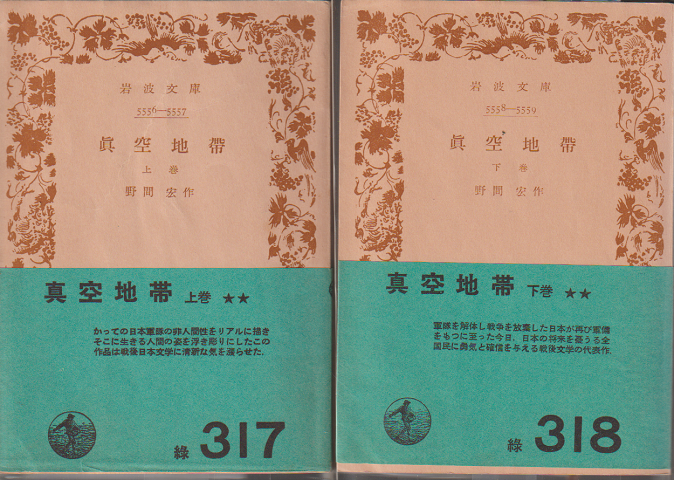 岩波文庫
5556—5557
眞空地帶
上巻
野間宏作
真空地帯 上巻 ★★
かつての日本軍隊の非人間性をリアルに描き
そこに生きる人間の姿を浮き彫りにしたこの
作品は戦後日本文学に清新な気を漲らせた.
緑 317
岩波文庫
5558—5559
眞空地帶
下巻
野間宏作
真空地帯 下巻 ★★
軍隊を解体し戦争を放棄した日本が再び軍備
をもつに至った今日, 日本の将来を憂うる全
国民に勇気と確信を与える戦後文学の代表作.
緑 318